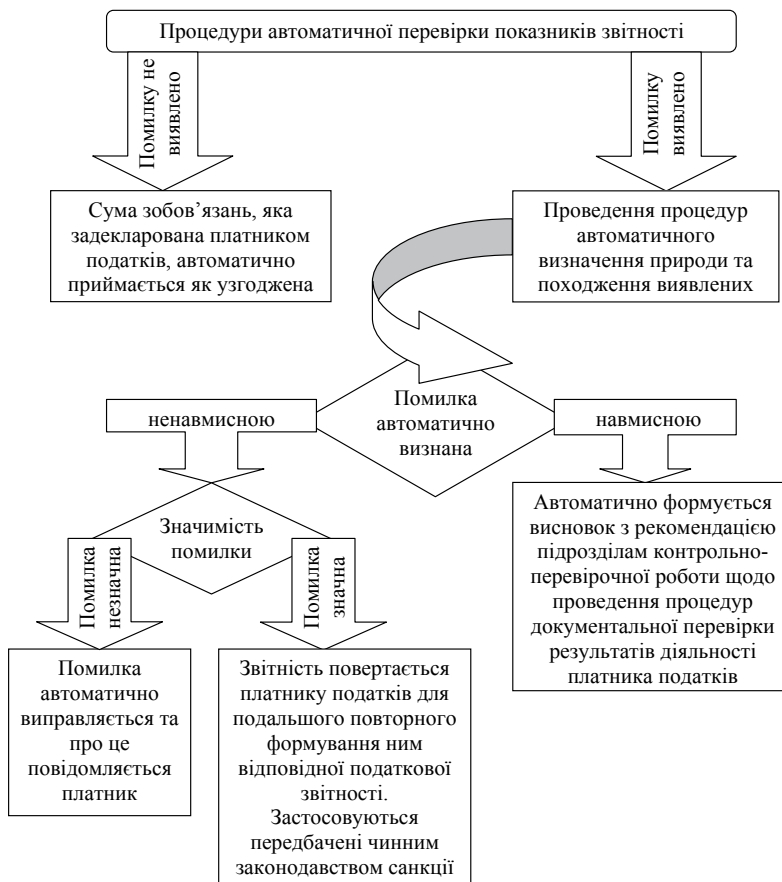 Процедури автоматичної перевірки показників звітності
Помилку не
виявлено
Помилку
виявлено
Сума зобов’язань, яка
задекларована платником
податків, автоматично
приймається як узгоджена
Проведення процедур
автоматичного
визначення природи та
походження виявлених
Помилка
автоматично
визнана
ненавмисною
навмисною
Значимість
помилки
Помилка
незначна
Помилка
значна
Автоматично формується
висновок з рекомендацією
підрозділам контрольно-
перевірочної роботи щодо
проведення процедур
документальної перевірки
результатів діяльності
платника податків
Помилка
автоматично
виправляється та
про це
повідомляється
платник
Звітність повертається
платнику податків для
подальшого повторного
формування ним
відповідної податкової
звітності.
Застосовуються
передбачені чинним
законодавством санкції